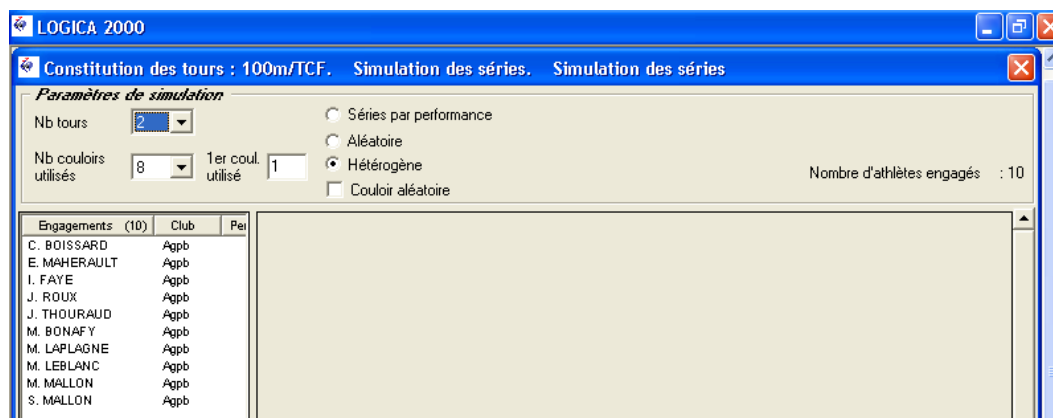 LOGICA 2000
Constitution des tours : 100m/TCF. Simulation des séries. Simulation des séries
Paramètres de simulation
Nb tours 2
Séries par performance
Aléatoire
Nb couloirs utilisés 8
1er coul. utilisé 1
Hétérogène
Couloir aléatoire
Nombre d'athlètes engagés : 10
Engagements (10) Club
C. BOISSARD Agpb
E. MAHERAULT Agpb
I. FAYE Agpb
J. ROUX Agpb
J. THOURAUD Agpb
M. BONAFY Agpb
M. LAPLAGNE Agpb
M. LEBLANC Agpb
M. MALLON Agpb
S. MALLON Agpb